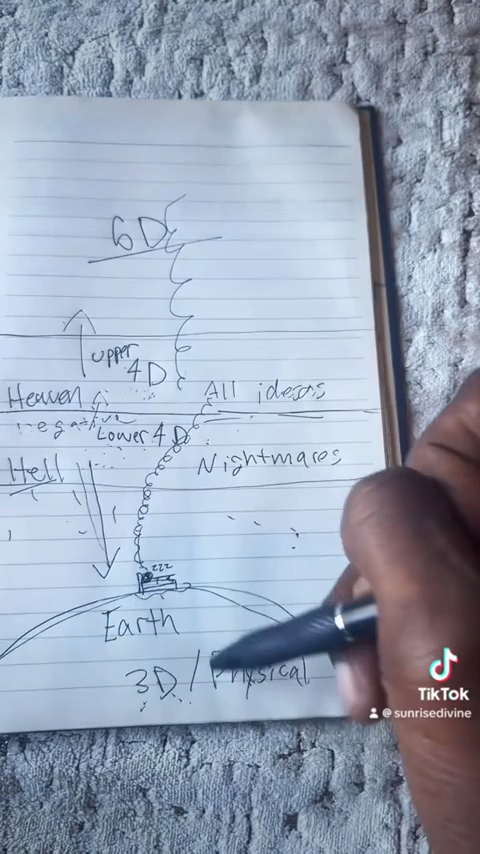 6D
upper
4D
Heaven
All ideas
negative
Lower 4D
Hell
Nightmares
zzz
Earth
3D / Physical
TikTok
@sunrisedivine